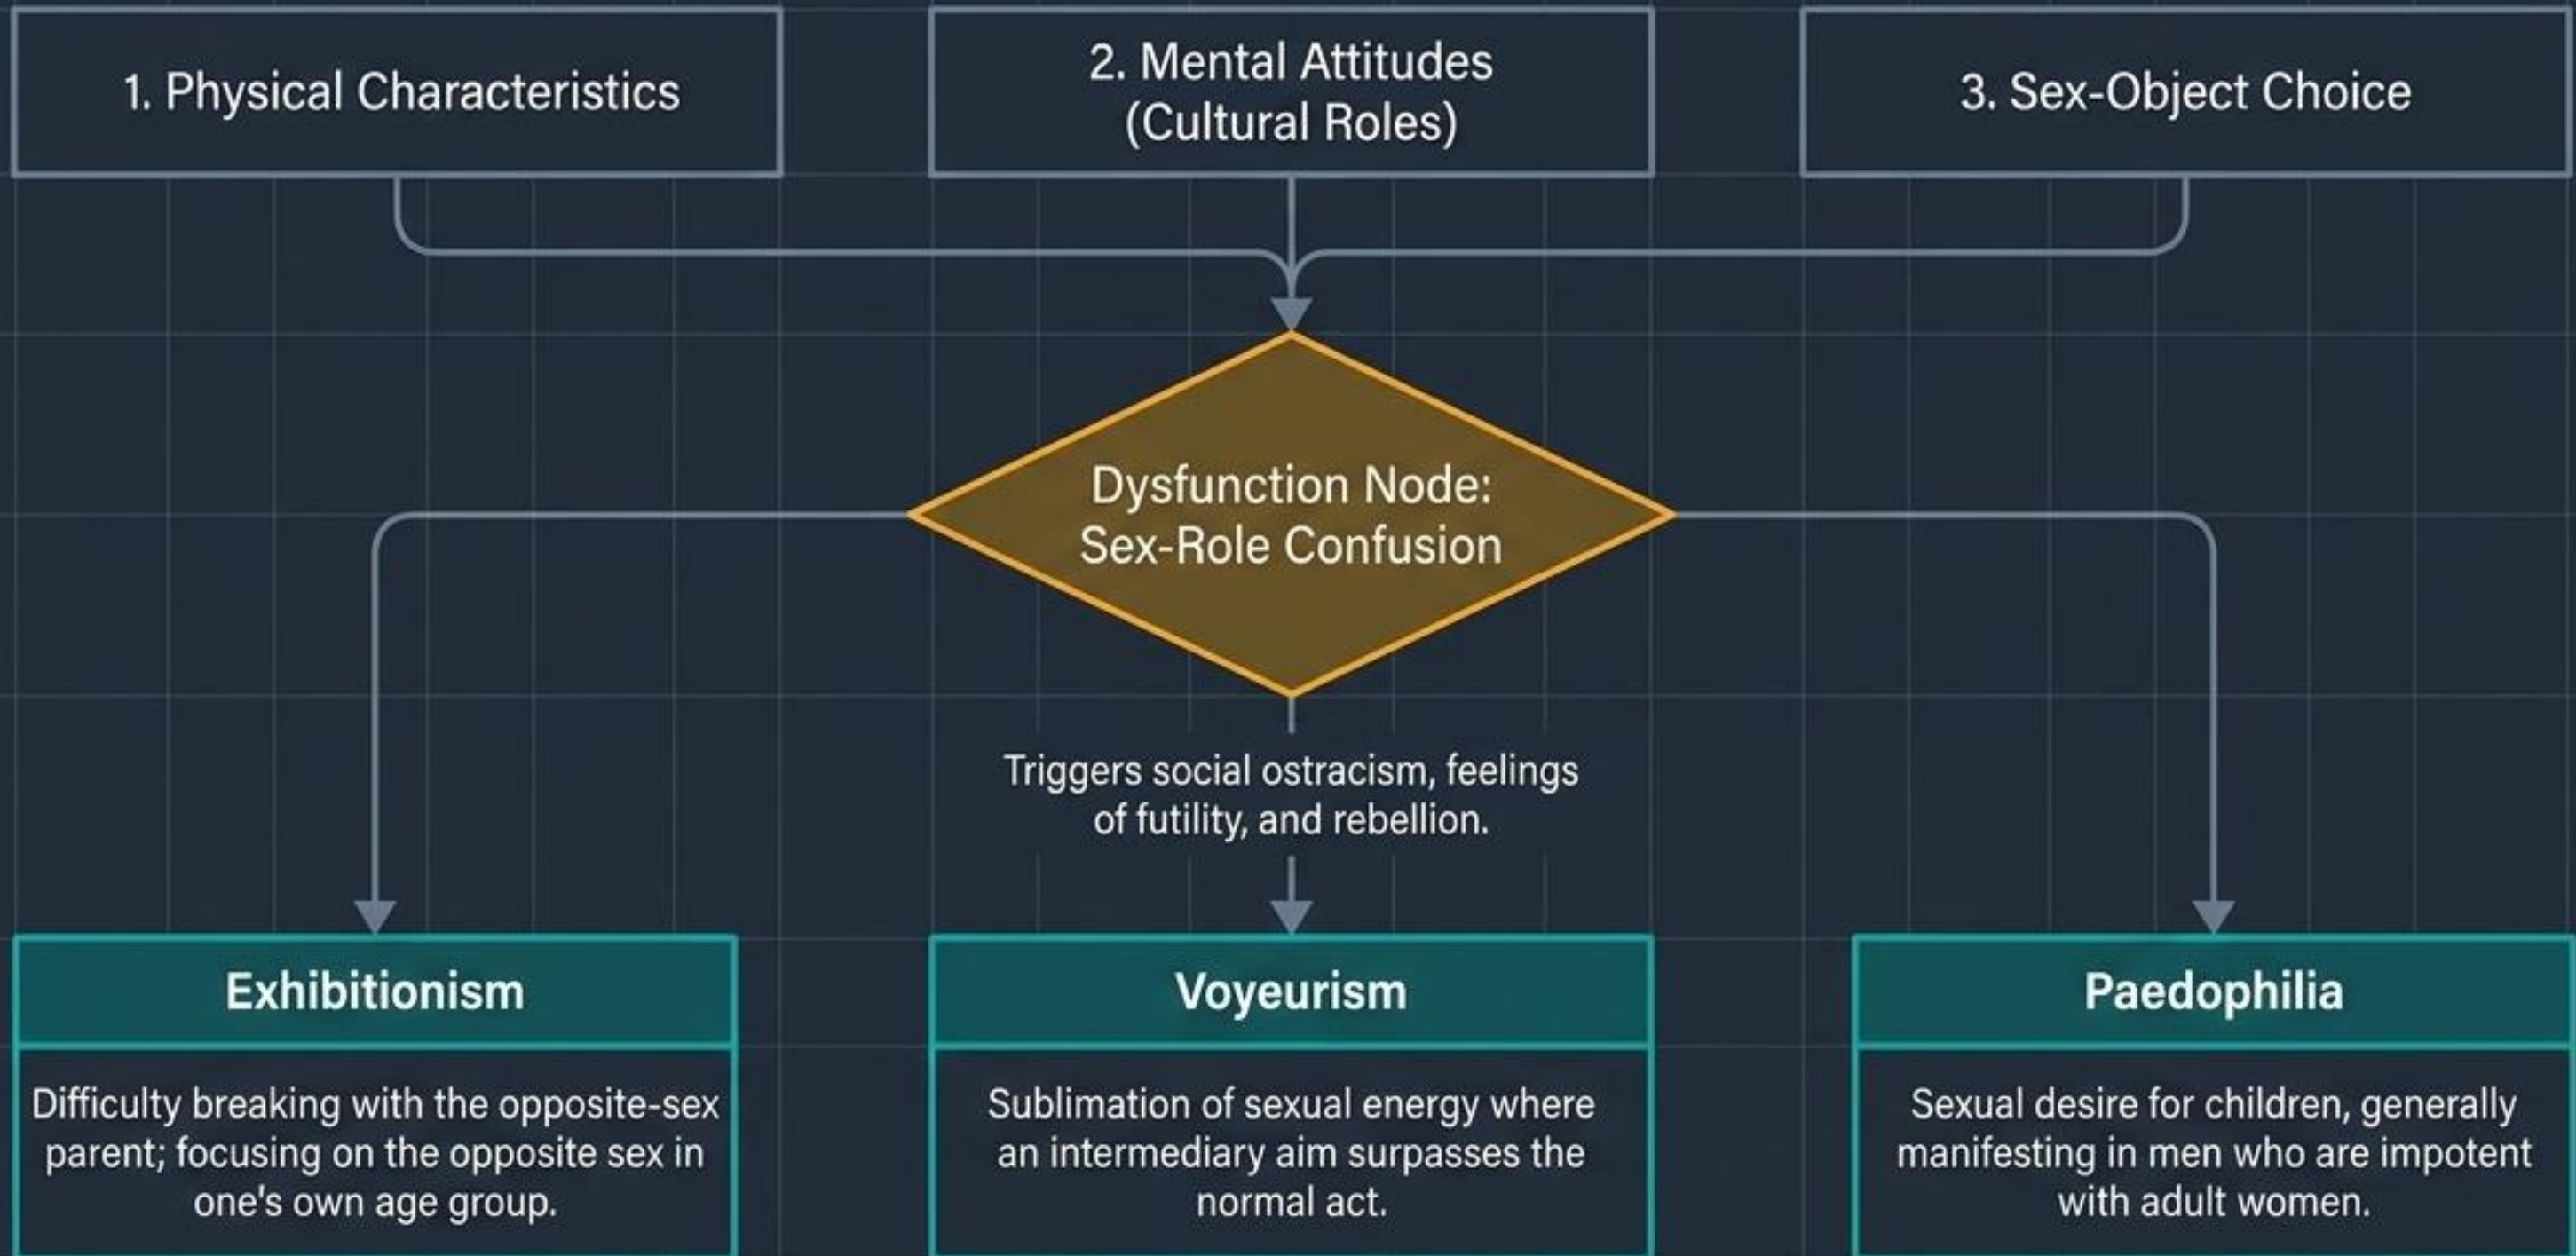 1. Physical Characteristics
2. Mental Attitudes
(Cultural Roles)
3. Sex-Object Choice
Dysfunction Node:
Sex-Role Confusion
Triggers social ostracism, feelings
of futility, and rebellion.
Exhibitionism
Difficulty breaking with the opposite-sex
parent; focusing on the opposite sex in
one's own age group.
Voyeurism
Sublimation of sexual energy where
an intermediary aim surpasses the
normal act.
Paedophilia
Sexual desire for children, generally
manifesting in men who are impotent
with adult women.